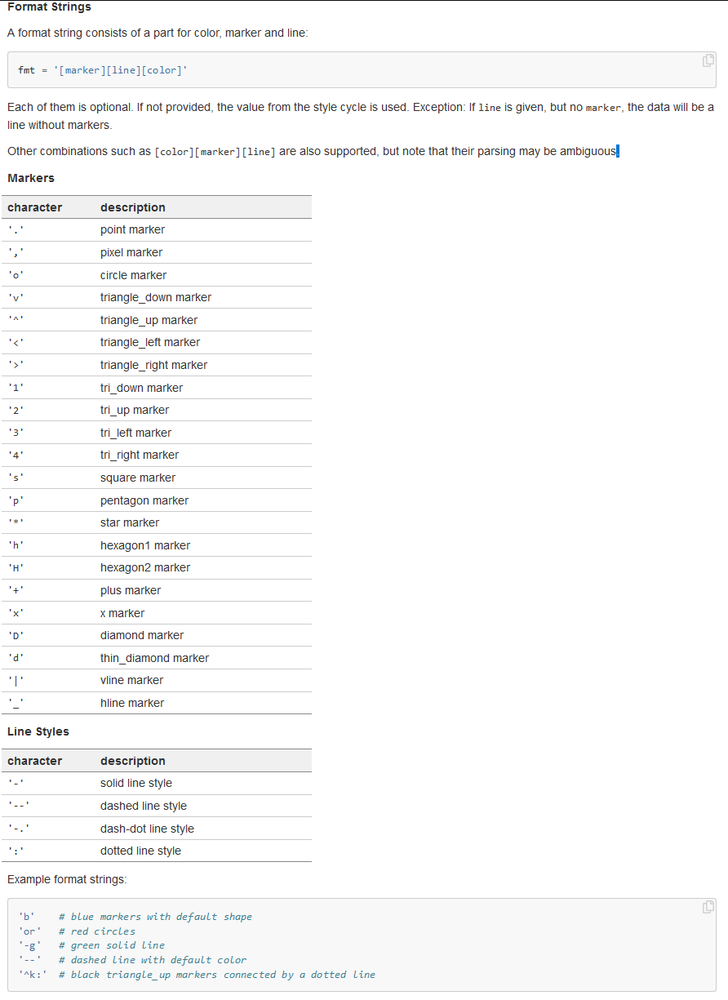 Format Strings
A format string consists of a part for color, marker and line:
fmt = '[marker][line][color]'
Each of them is optional. If not provided, the value from the style cycle is used. Exception: If line is given, but no marker, the data will be a
line without markers.
Other combinations such as [color][marker][line] are also supported, but note that their parsing may be ambiguous.
Markers
character description
'.' point marker
',' pixel marker
'o' circle marker
'v' triangle_down marker
'^' triangle_up marker
'<' triangle_left marker
'>' triangle_right marker
'1' tri_down marker
'2' tri_up marker
'3' tri_left marker
'4' tri_right marker
's' square marker
'p' pentagon marker
'*' star marker
'h' hexagon1 marker
'H' hexagon2 marker
'+' plus marker
'x' x marker
'D' diamond marker
'd' thin_diamond marker
'|' vline marker
'_' hline marker
Line Styles
character description
'-' solid line style
'--' dashed line style
'-.' dash-dot line style
':' dotted line style
Example format strings:
'b' # blue markers with default shape
'or' # red circles
'-g' # green solid line
'--' # dashed line with default color
'^k:' # black triangle_up markers connected by a dotted line